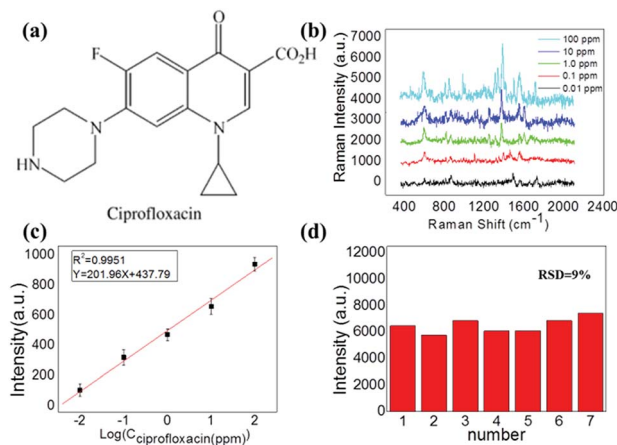 (a)
O
F
CO₂H
N
N
HN
Ciprofloxacin
(b)
Raman Intensity (a.u.)
7000
6000
5000
4000
3000
2000
1000
0
100 ppm
10 ppm
1.0 ppm
0.1 ppm
0.01 ppm
400 800 1200 1600 2000 2400
Raman Shift (cm⁻¹)
(c)
Intensity(a.u.)
1000
800
600
400
200
0
R²=0.9951
Y=201.96X+437.79
-2 -1 0 1 2
Log(Cciprofloxacin(ppm))
(d)
Intensity (a.u.)
12000
10000
8000
6000
4000
2000
0
RSD=9%
1 2 3 4 5 6 7
number